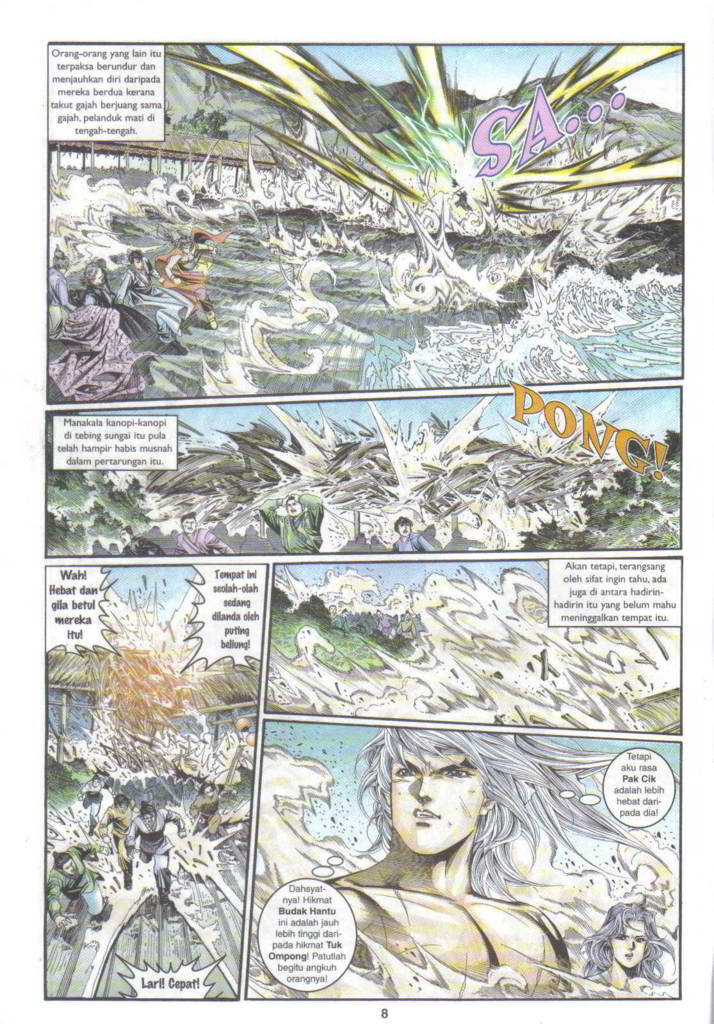 Orang-orang yang lain itu
terpaksa berundur dan
menjauhkan diri daripada
mereka berdua kerana
takut gajah berjuang sama
gajah, pelanduk mati di
tengah-tengah.
SA...
PONG!
Manakala kanopi-kanopi
di tebing sungai itu pula
telah hampir habis musnah
dalam pertarungan itu.
Wah!
Hebat dan
gila betul
mereka
itu!
Tempat ini
seolah-olah
sedang
dilanda oleh
puting
beliung!
Lari! Cepat!
Akan tetapi, terangsang
oleh sifat ingin tahu, ada
juga di antara hadirin-
hadirin itu yang belum mahu
meninggalkan tempat itu.
Dahsyat-
nya! Hikmat
Budak Hantu
ini adalah jauh
lebih tinggi dari-
pada hikmat Tuk
Ompong! Patutlah
begitu angkuh
orangnya!
Tetapi
aku rasa
Pak Cik
adalah lebih
hebat dari-
pada dia!
8